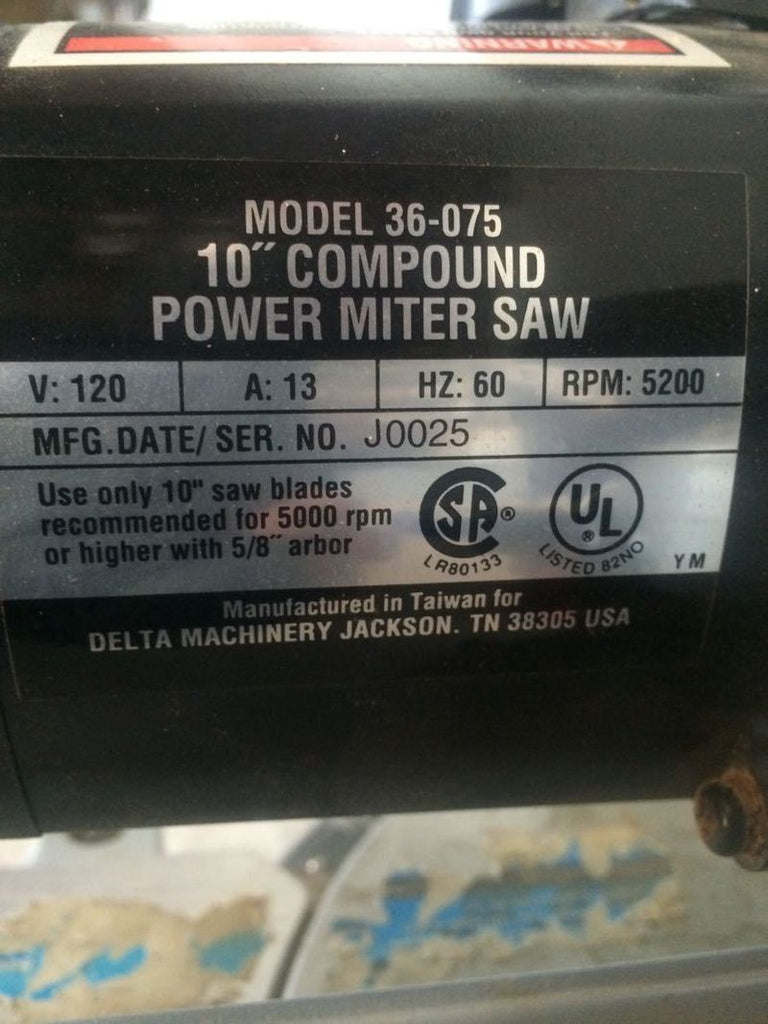 WARNING
MODEL 36-075
10" COMPOUND
POWER MITER SAW
V: 120 A: 13 HZ: 60 RPM: 5200
MFG.DATE/ SER. NO. J0025
Use only 10" saw blades
recommended for 5000 rpm
or higher with 5/8" arbor
SA ®
LR80133
UL ®
LISTED 82NO
YM
Manufactured in Taiwan for
DELTA MACHINERY JACKSON. TN 38305 USA